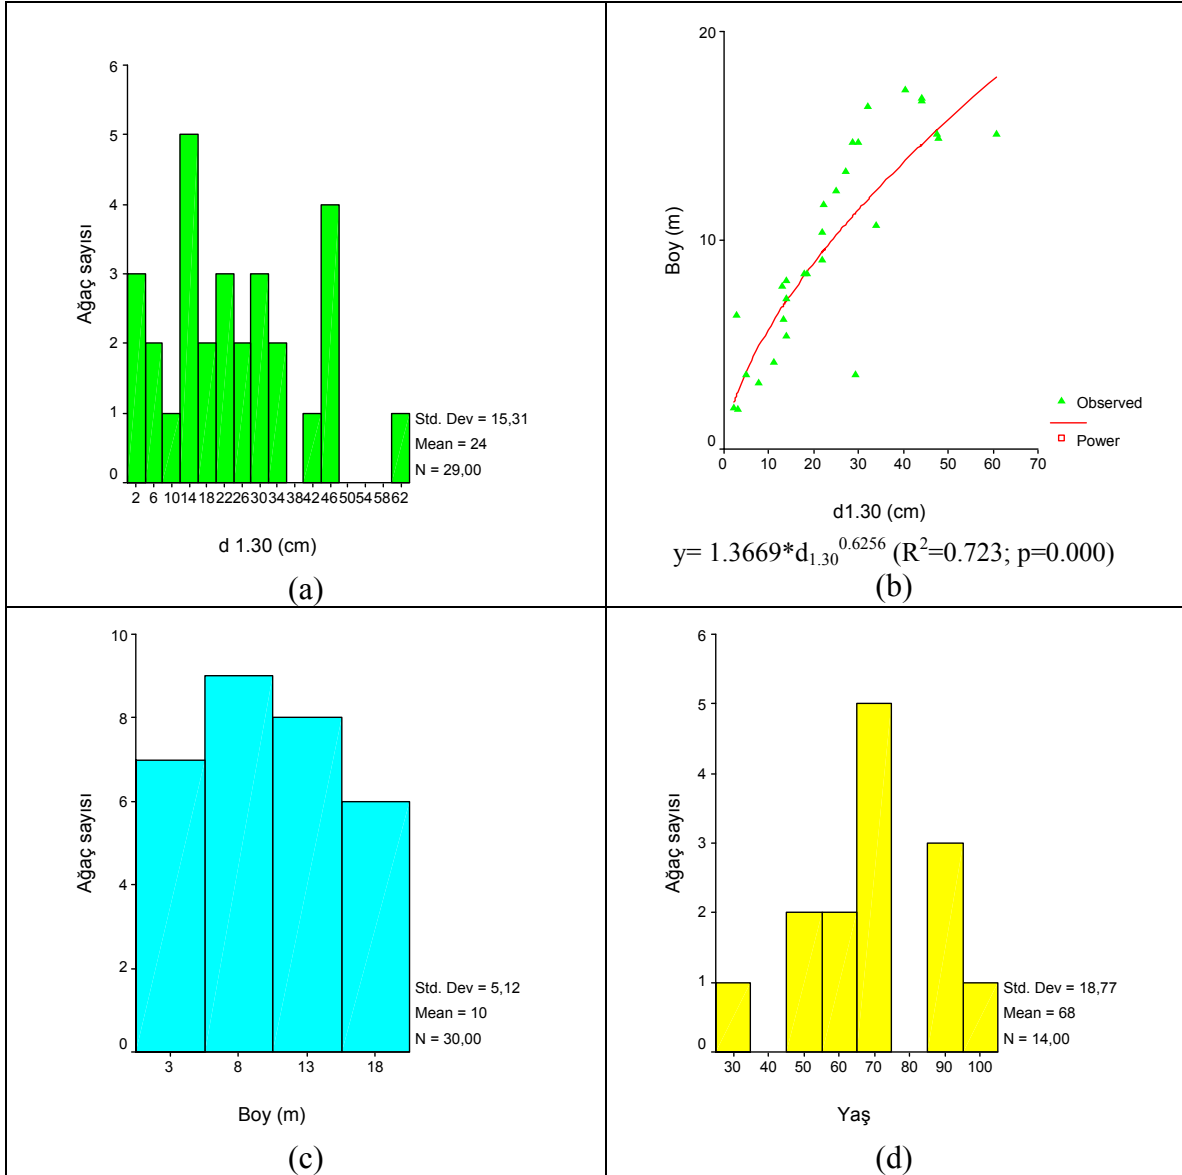 6
5
4
3
2
1
0
Ağaç sayısı
Std. Dev = 15,31
Mean = 24
N = 29,00
2 6 10 14 18 22 26 30 34 38 42 46 50 54 58 62
d 1.30 (cm)
(a)
20
10
0
Boy (m)
Observed
Power
0 10 20 30 40 50 60 70
d1.30 (cm)
y= 1.3669*d1.30^0.6256 (R²=0.723; p=0.000)
(b)
10
8
6
4
2
0
Ağaç sayısı
Std. Dev = 5,12
Mean = 10
N = 30,00
3 8 13 18
Boy (m)
(c)
6
5
4
3
2
1
0
Ağaç sayısı
Std. Dev = 18,77
Mean = 68
N = 14,00
30 40 50 60 70 80 90 100
Yaş
(d)